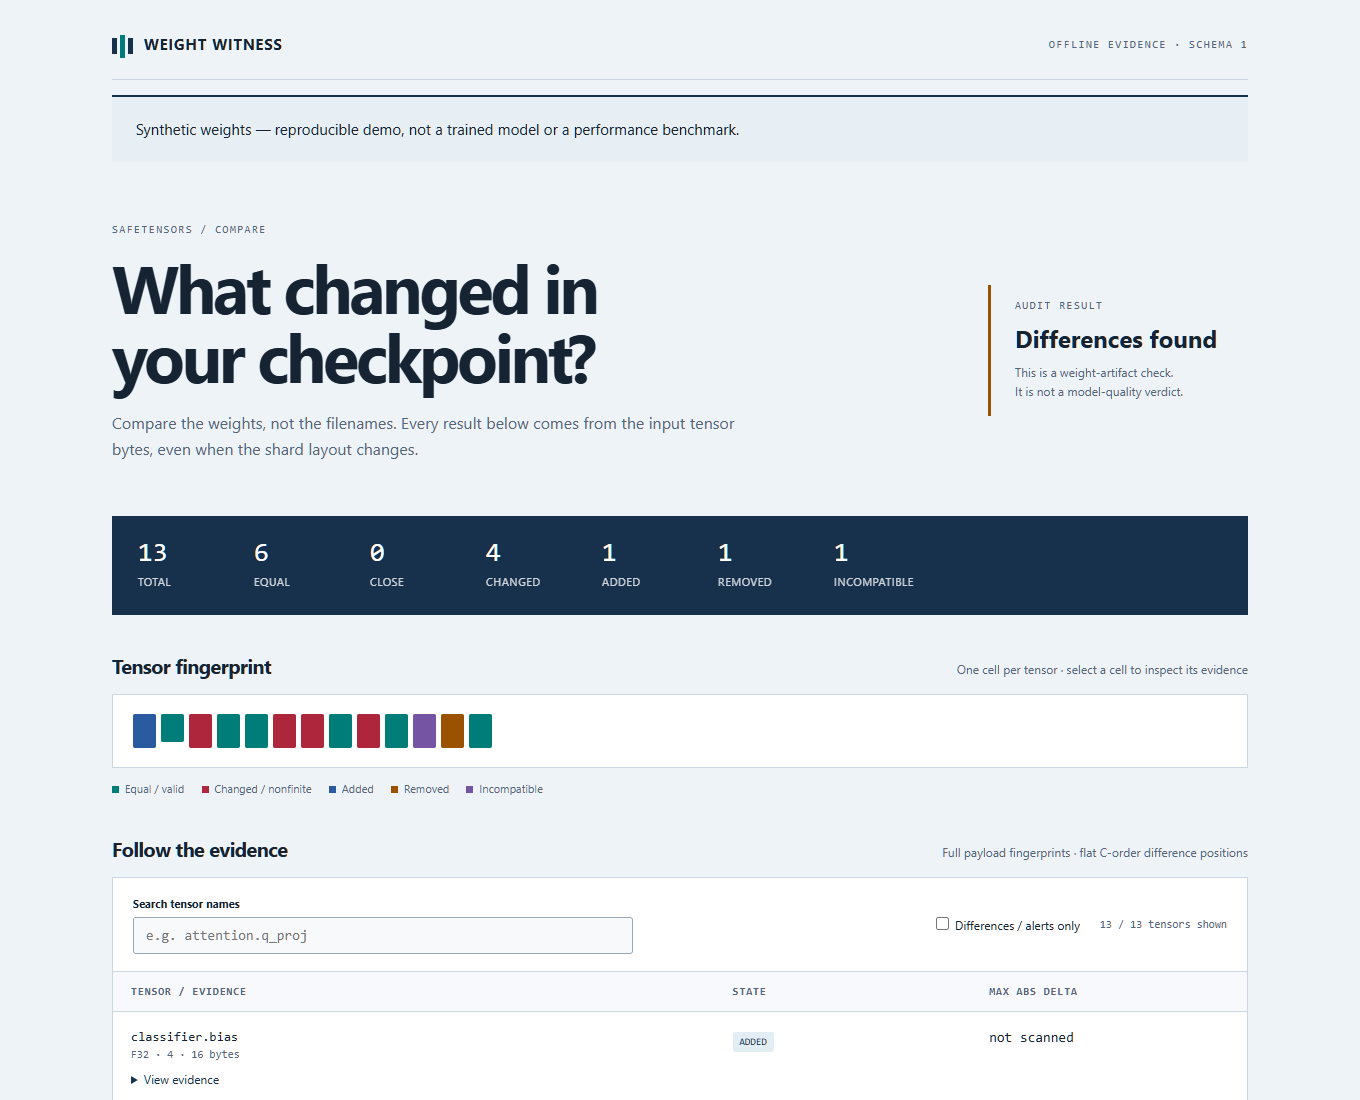 WEIGHT WITNESS
OFFLINE EVIDENCE · SCHEMA 1
Synthetic weights — reproducible demo, not a trained model or a performance benchmark.
SAFETENSORS / COMPARE
What changed in
your checkpoint?
Compare the weights, not the filenames. Every result below comes from the input tensor
bytes, even when the shard layout changes.
AUDIT RESULT
Differences found
This is a weight-artifact check.
It is not a model-quality verdict.
13 6 0 4 1 1 1
TOTAL EQUAL CLOSE CHANGED ADDED REMOVED INCOMPATIBLE
Tensor fingerprint
One cell per tensor · select a cell to inspect its evidence
Equal / valid Changed / nonfinite Added Removed Incompatible
Follow the evidence
Full payload fingerprints · flat C-order difference positions
Search tensor names
e.g. attention.q_proj
Differences / alerts only 13 / 13 tensors shown
TENSOR / EVIDENCE STATE MAX ABS DELTA
classifier.bias ADDED not scanned
F32 · 4 · 16 bytes
View evidence